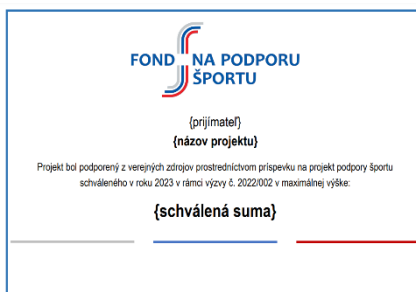 FOND NA PODPORU
ŠPORTU
{prijímateľ}
{názov projektu}
Projekt bol podporený z verejných zdrojov prostredníctvom príspevku na projekt podpory športu
schváleného v roku 2023 v rámci výzvy č. 2022/002 v maximálnej výške:
{schválená suma}